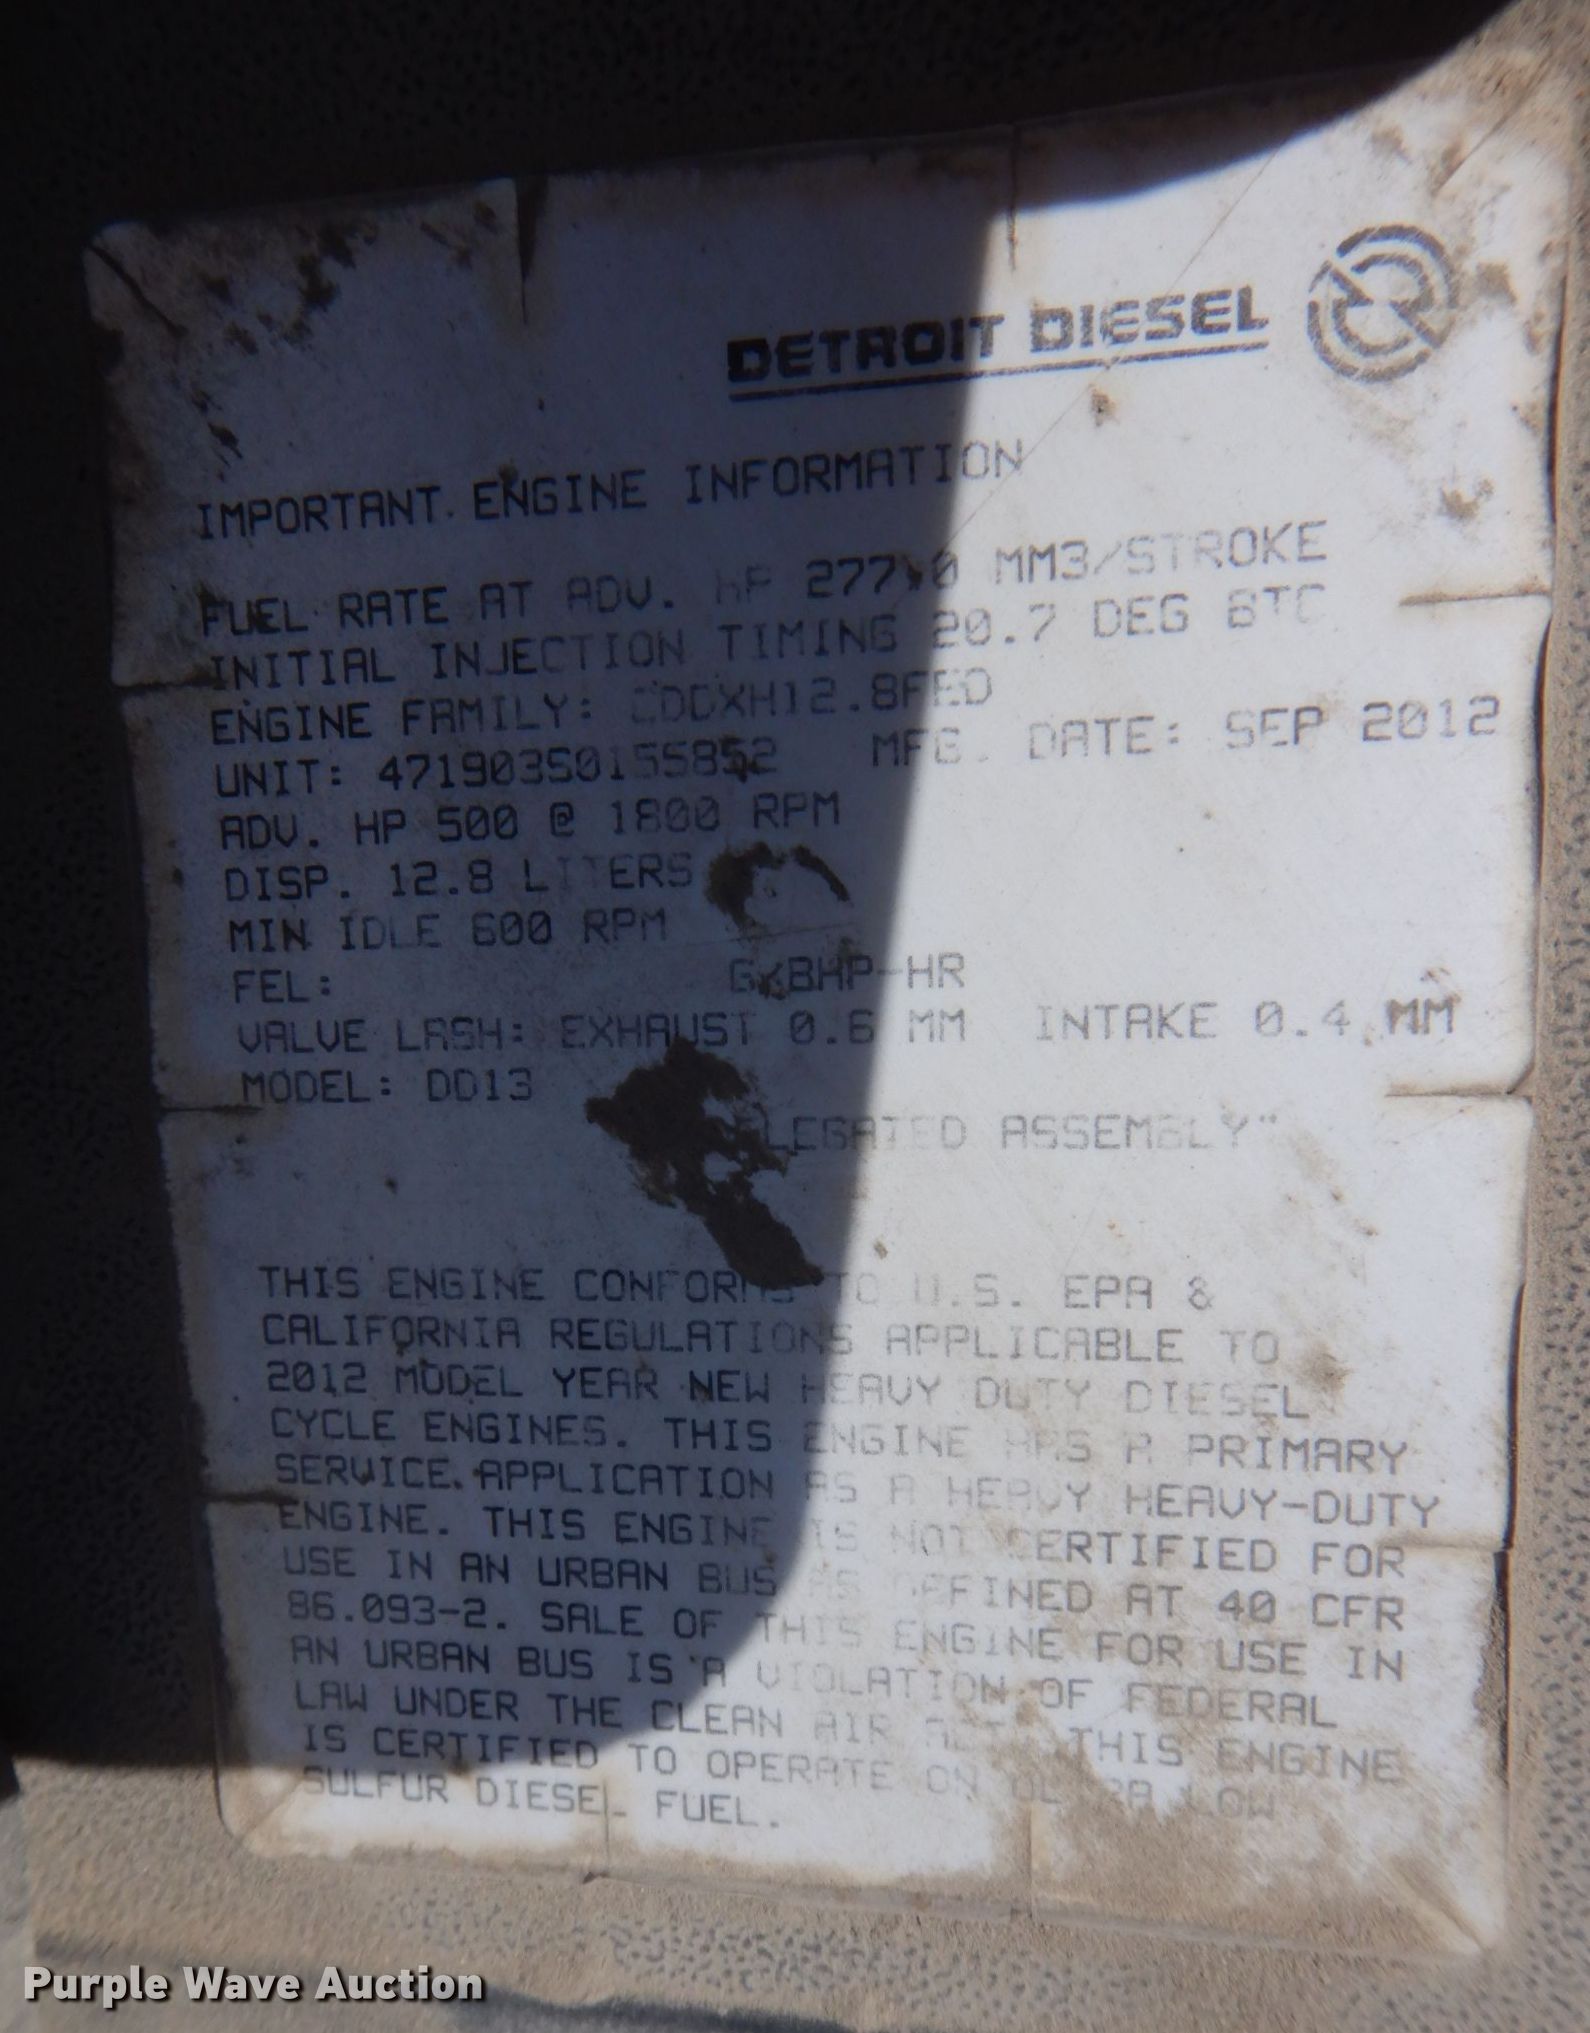 DETROIT DIESEL
IMPORTANT ENGINE INFORMATION
FUEL RATE AT ADV. HP MM3/STROKE
INITIAL INJECTION TIMING 20.7 DEG BTC
ENGINE FAMILY: CDDXH12.8FED
UNIT: 471903S0155852 MFG. DATE: SEP 2012
ADV. HP 500 @ 1800 RPM
DISP. 12.8 LITERS
MIN IDLE 600 RPM
FEL: G/BHP-HR
VALVE LASH: EXHAUST 0.6 MM INTAKE 0.4 MM
MODEL: DD13
ASSEMBLY"
THIS ENGINE CONFORMS TO U.S. EPA &
CALIFORNIA REGULATIONS APPLICABLE TO
2012 MODEL YEAR NEW HEAVY DUTY DIESEL
CYCLE ENGINES. THIS ENGINE HAS A PRIMARY
SERVICE APPLICATION AS A HEAVY HEAVY-DUTY
ENGINE. THIS ENGINE IS NOT CERTIFIED FOR
USE IN AN URBAN BUS AS DEFINED AT 40 CFR
86.093-2. SALE OF THIS ENGINE FOR USE IN
AN URBAN BUS IS A VIOLATION OF FEDERAL
LAW UNDER THE CLEAN AIR ACT. THIS ENGINE
IS CERTIFIED TO OPERATE ON ULTRA LOW
SULFUR DIESEL FUEL.
Purple Wave Auction